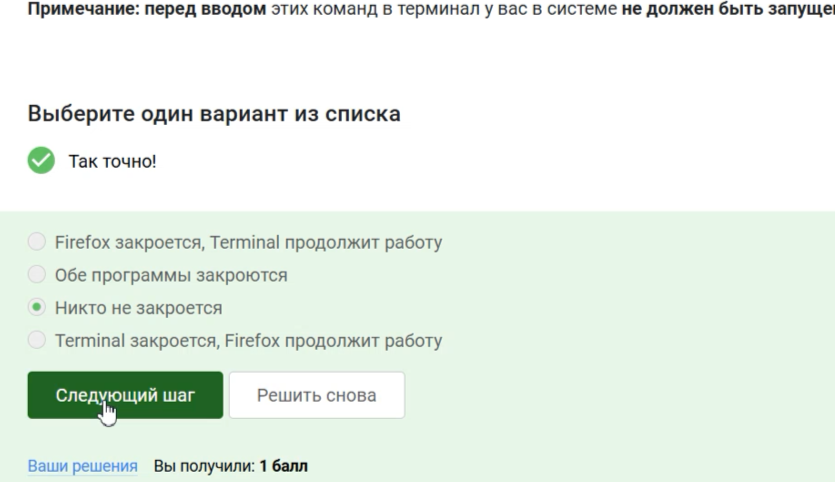 Примечание: перед вводом этих команд в терминал у вас в системе не должен быть
Выберите один вариант из списка
Так точно!
Firefox закроется, Terminal продолжит работу
Обе программы закроются
Никто не закроется
Terminal закроется, Firefox продолжит работу
Следующий шаг
Решить снова
Ваши решения Вы получили: 1 балл